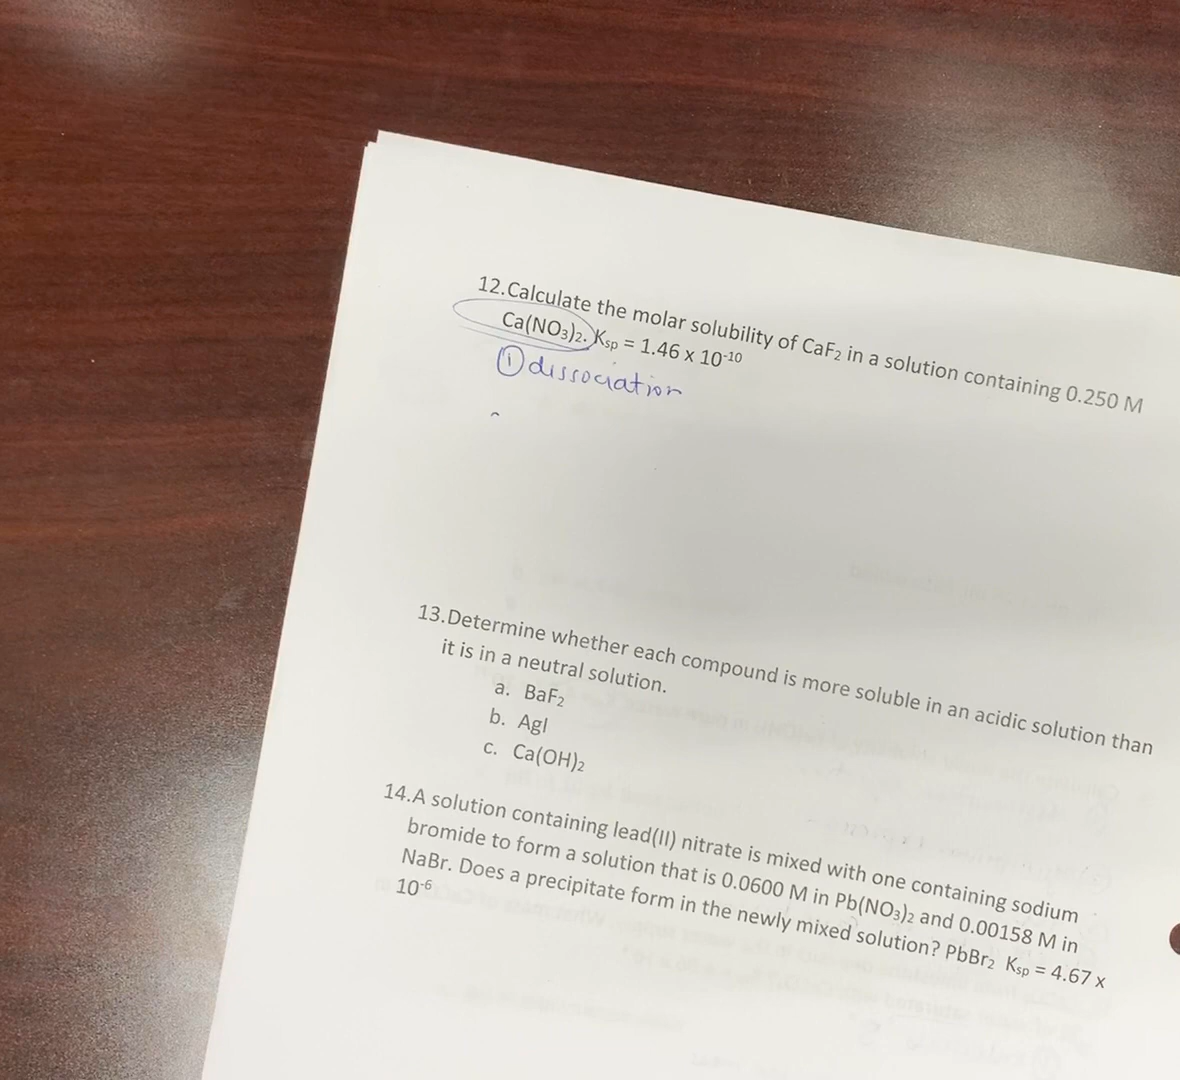 12.Calculate the molar solubility of CaF₂ in a solution containing 0.250 M
Ca(NO₃)₂. Ksp = 1.46 x 10⁻¹⁰
① dissociation
13.Determine whether each compound is more soluble in an acidic solution than
it is in a neutral solution.
a. BaF₂
b. AgI
c. Ca(OH)₂
14.A solution containing lead(II) nitrate is mixed with one containing sodium
bromide to form a solution that is 0.0600 M in Pb(NO₃)₂ and 0.00158 M in
NaBr. Does a precipitate form in the newly mixed solution? PbBr₂ Ksp = 4.67 x
10⁻⁶